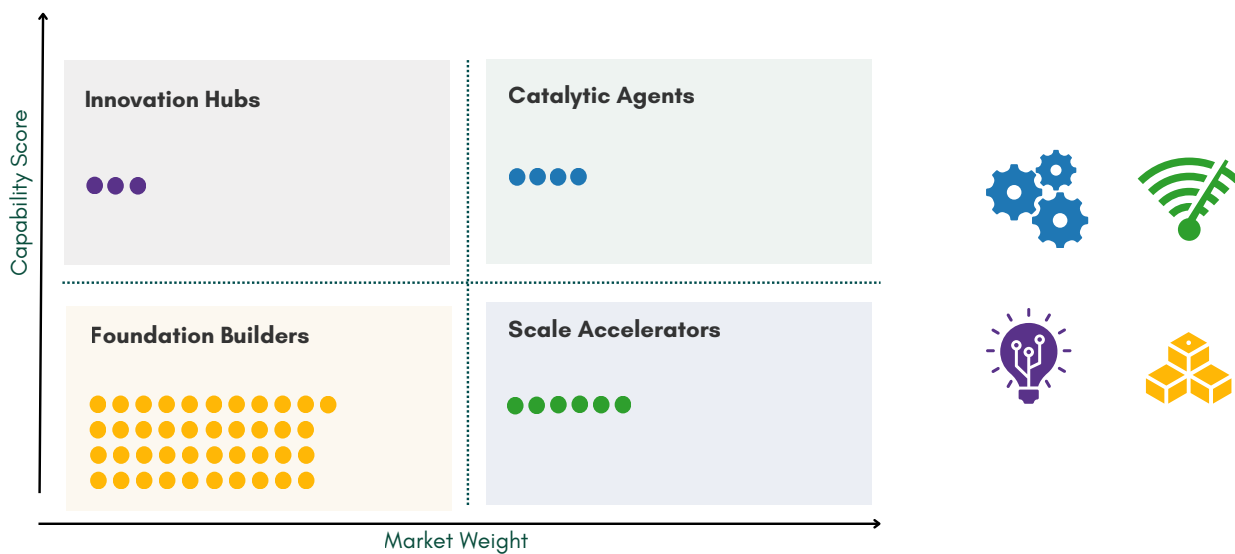 Capability Score
Innovation Hubs
Catalytic Agents
Foundation Builders
Scale Accelerators
Market Weight